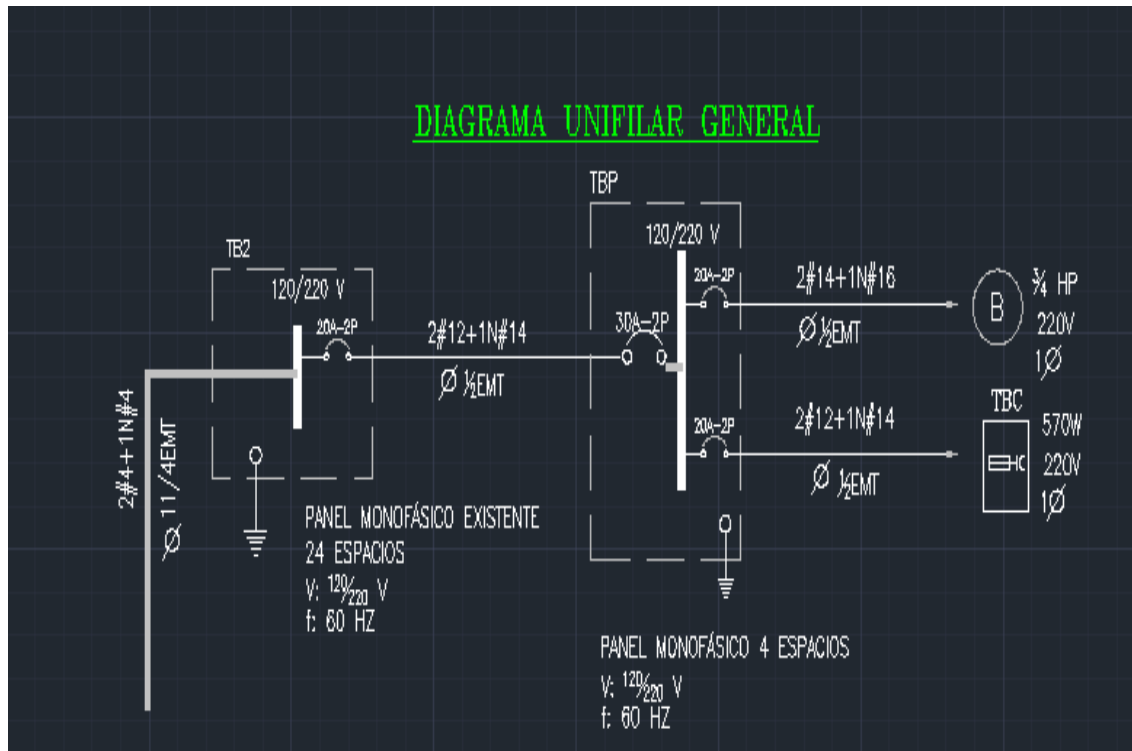 DIAGRAMA UNIFILAR GENERAL
TB2
120/220 V
20A-2P
2#12+1N#14
Ø ½EMT
2#4+1N#4
Ø 11/4EMT
PANEL MONOFÁSICO EXISTENTE
24 ESPACIOS
V: 120/220 V
f: 60 HZ
TBP
120/220 V
30A-2P
20A-2P
2#14+1N#16
Ø ½EMT
B
¾ HP
220V
1Ø
20A-2P
2#12+1N#14
Ø ½EMT
TBC
570W
220V
1Ø
PANEL MONOFÁSICO 4 ESPACIOS
V: 120/220 V
f: 60 HZ